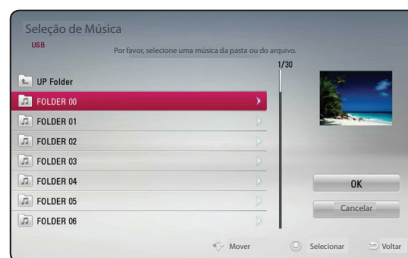 Seleção de Música
USB
Por favor, selecione uma música da pasta ou do arquivo.
1/30
UP Folder
FOLDER 00
FOLDER 01
FOLDER 02
FOLDER 03
FOLDER 04
FOLDER 05
FOLDER 06
OK
Cancelar
Mover
Selecionar
Voltar